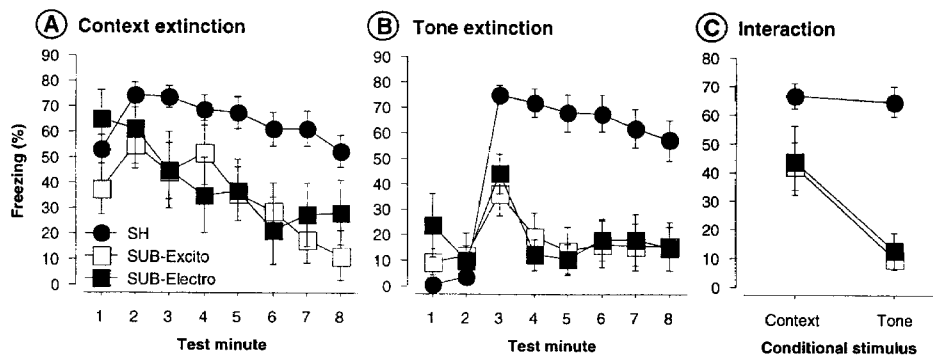 A Context extinction
90
80
70
60
50
40
30
20
10
0
Freezing (%)
SH
SUB-Excito
SUB-Electro
1 2 3 4 5 6 7 8
Test minute
B Tone extinction
90
80
70
60
50
40
30
20
10
0
1 2 3 4 5 6 7 8
Test minute
C Interaction
80
70
60
50
40
30
20
10
0
Context Tone
Conditional stimulus